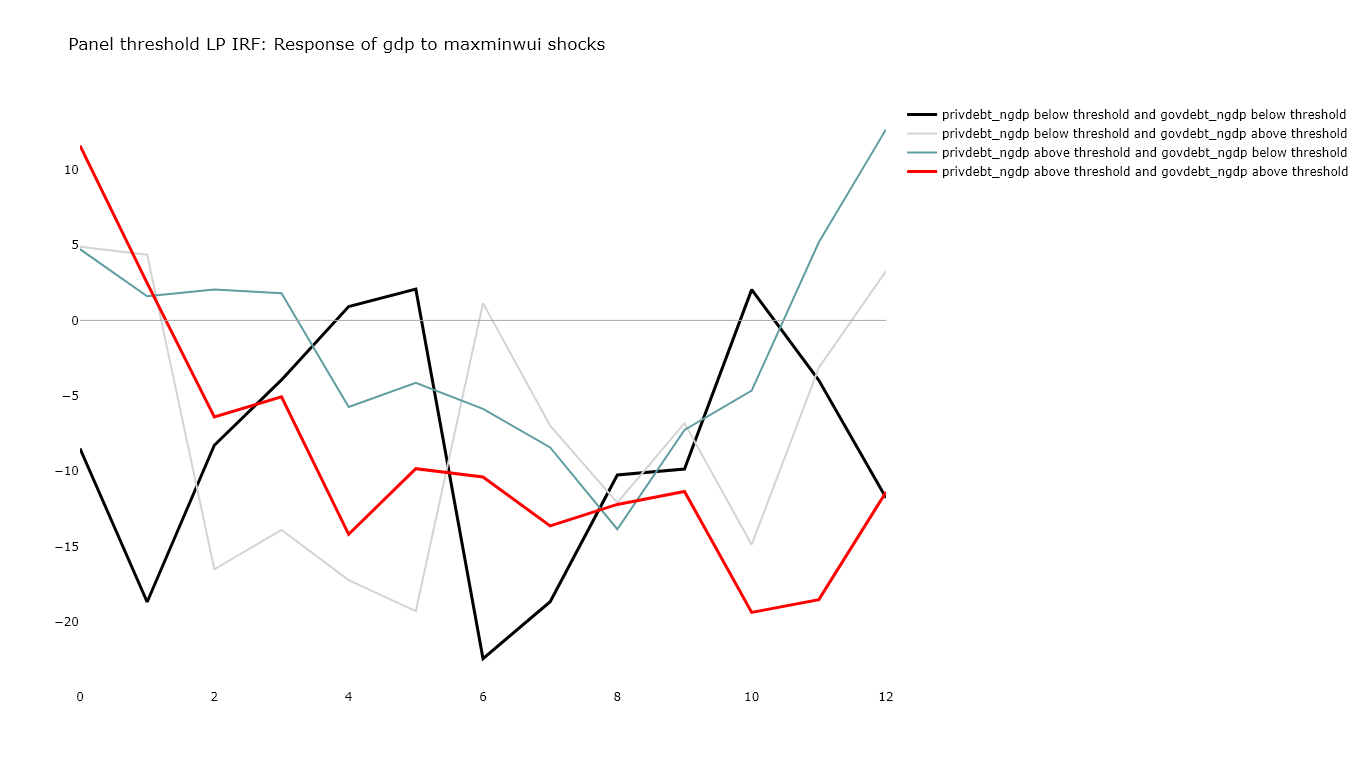 Panel threshold LP IRF: Response of gdp to maxminwui shocks
privdebt_ngdp below threshold and govdebt_ngdp below threshold
privdebt_ngdp below threshold and govdebt_ngdp above threshold
privdebt_ngdp above threshold and govdebt_ngdp below threshold
privdebt_ngdp above threshold and govdebt_ngdp above threshold
10
5
0
−5
−10
−15
−20
0 2 4 6 8 10 12